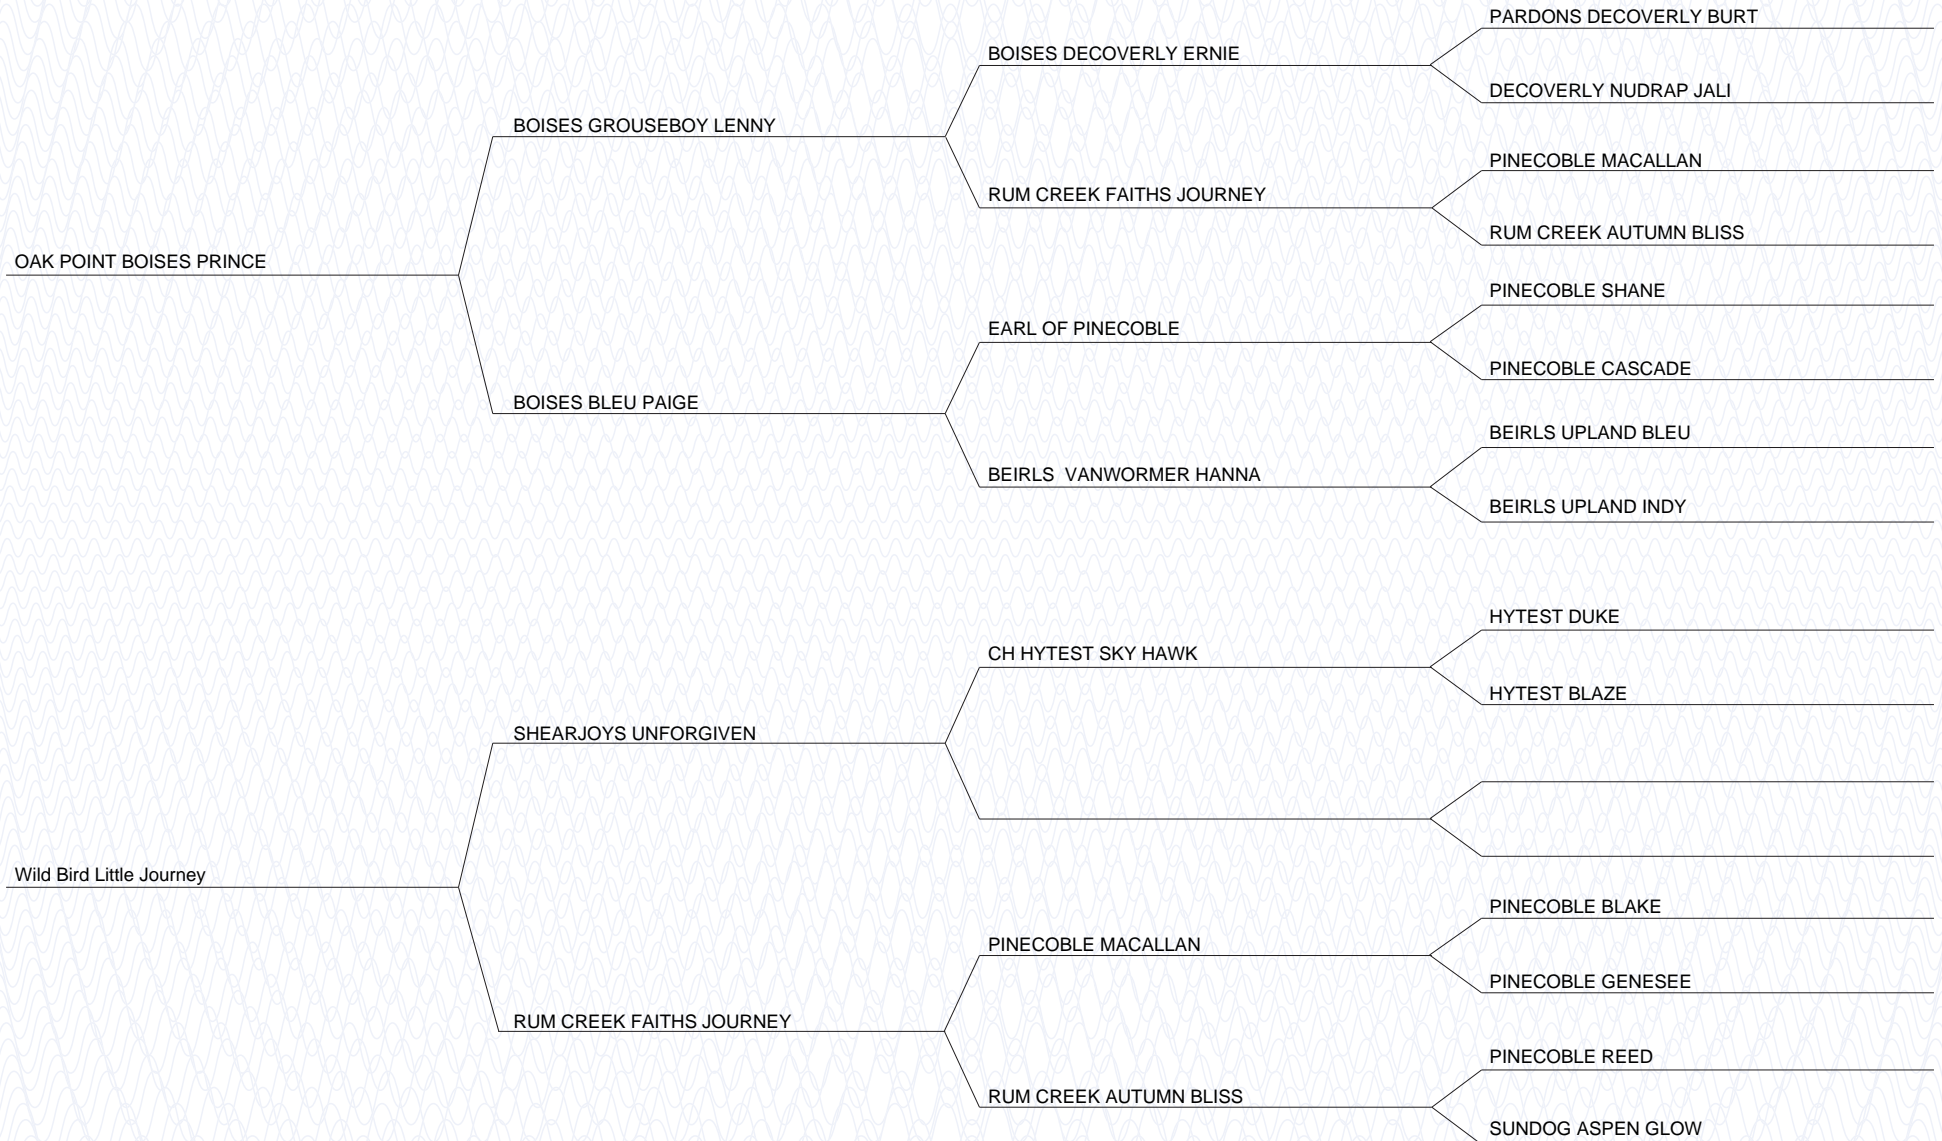 PARDONS DECOVERLY BURT
BOISES DECOVERLY ERNIE
DECOVERLY NUDRAP JALI
BOISES GROUSEBOY LENNY
PINECOBLE MACALLAN
RUM CREEK FAITHS JOURNEY
RUM CREEK AUTUMN BLISS
OAK POINT BOISES PRINCE
PINECOBLE SHANE
EARL OF PINECOBLE
PINECOBLE CASCADE
BOISES BLEU PAIGE
BEIRLS UPLAND BLEU
BEIRLS  VANWORMER HANNA
BEIRLS UPLAND INDY
HYTEST DUKE
CH HYTEST SKY HAWK
HYTEST BLAZE
SHEARJOYS UNFORGIVEN
Wild Bird Little Journey
PINECOBLE BLAKE
PINECOBLE MACALLAN
PINECOBLE GENESEE
RUM CREEK FAITHS JOURNEY
PINECOBLE REED
RUM CREEK AUTUMN BLISS
SUNDOG ASPEN GLOW